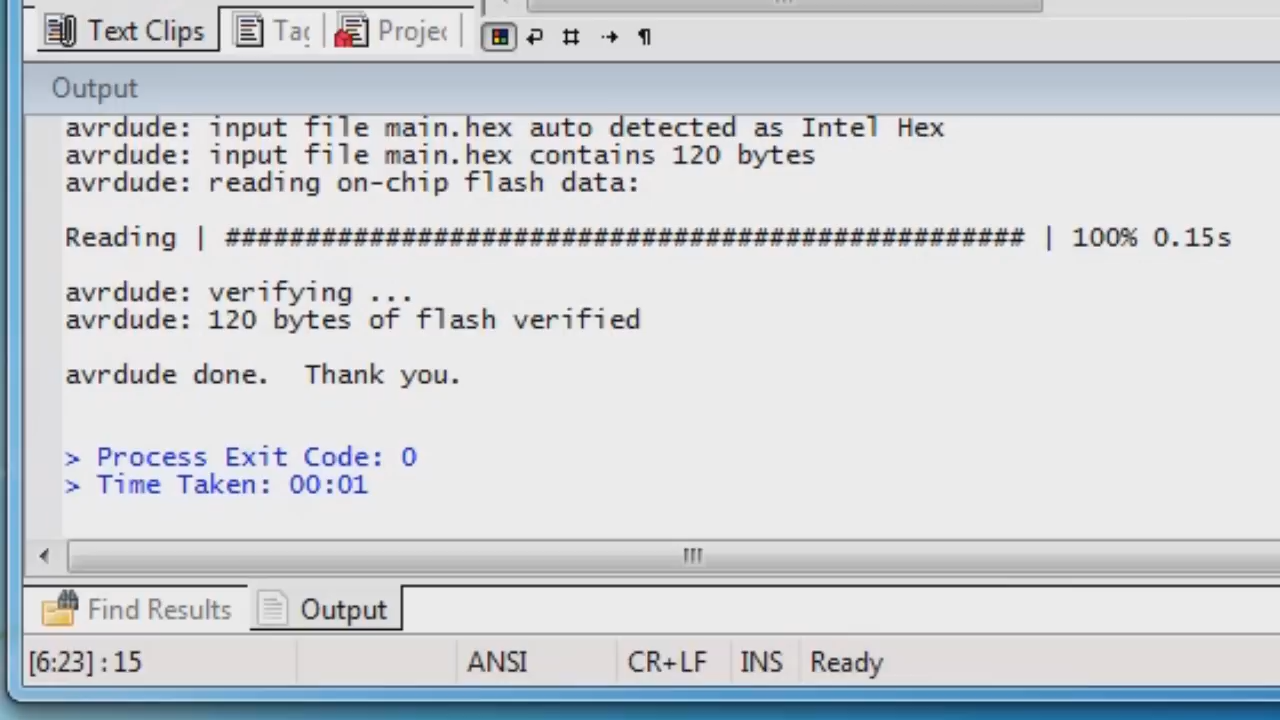 Text Clips Tag Projec
Output
avrdude: input file main.hex auto detected as Intel Hex
avrdude: input file main.hex contains 120 bytes
avrdude: reading on-chip flash data:
Reading | ################################################## | 100% 0.15s
avrdude: verifying ...
avrdude: 120 bytes of flash verified
avrdude done.  Thank you.
> Process Exit Code: 0
> Time Taken: 00:01
Find Results Output
[6:23] : 15 ANSI CR+LF INS Ready